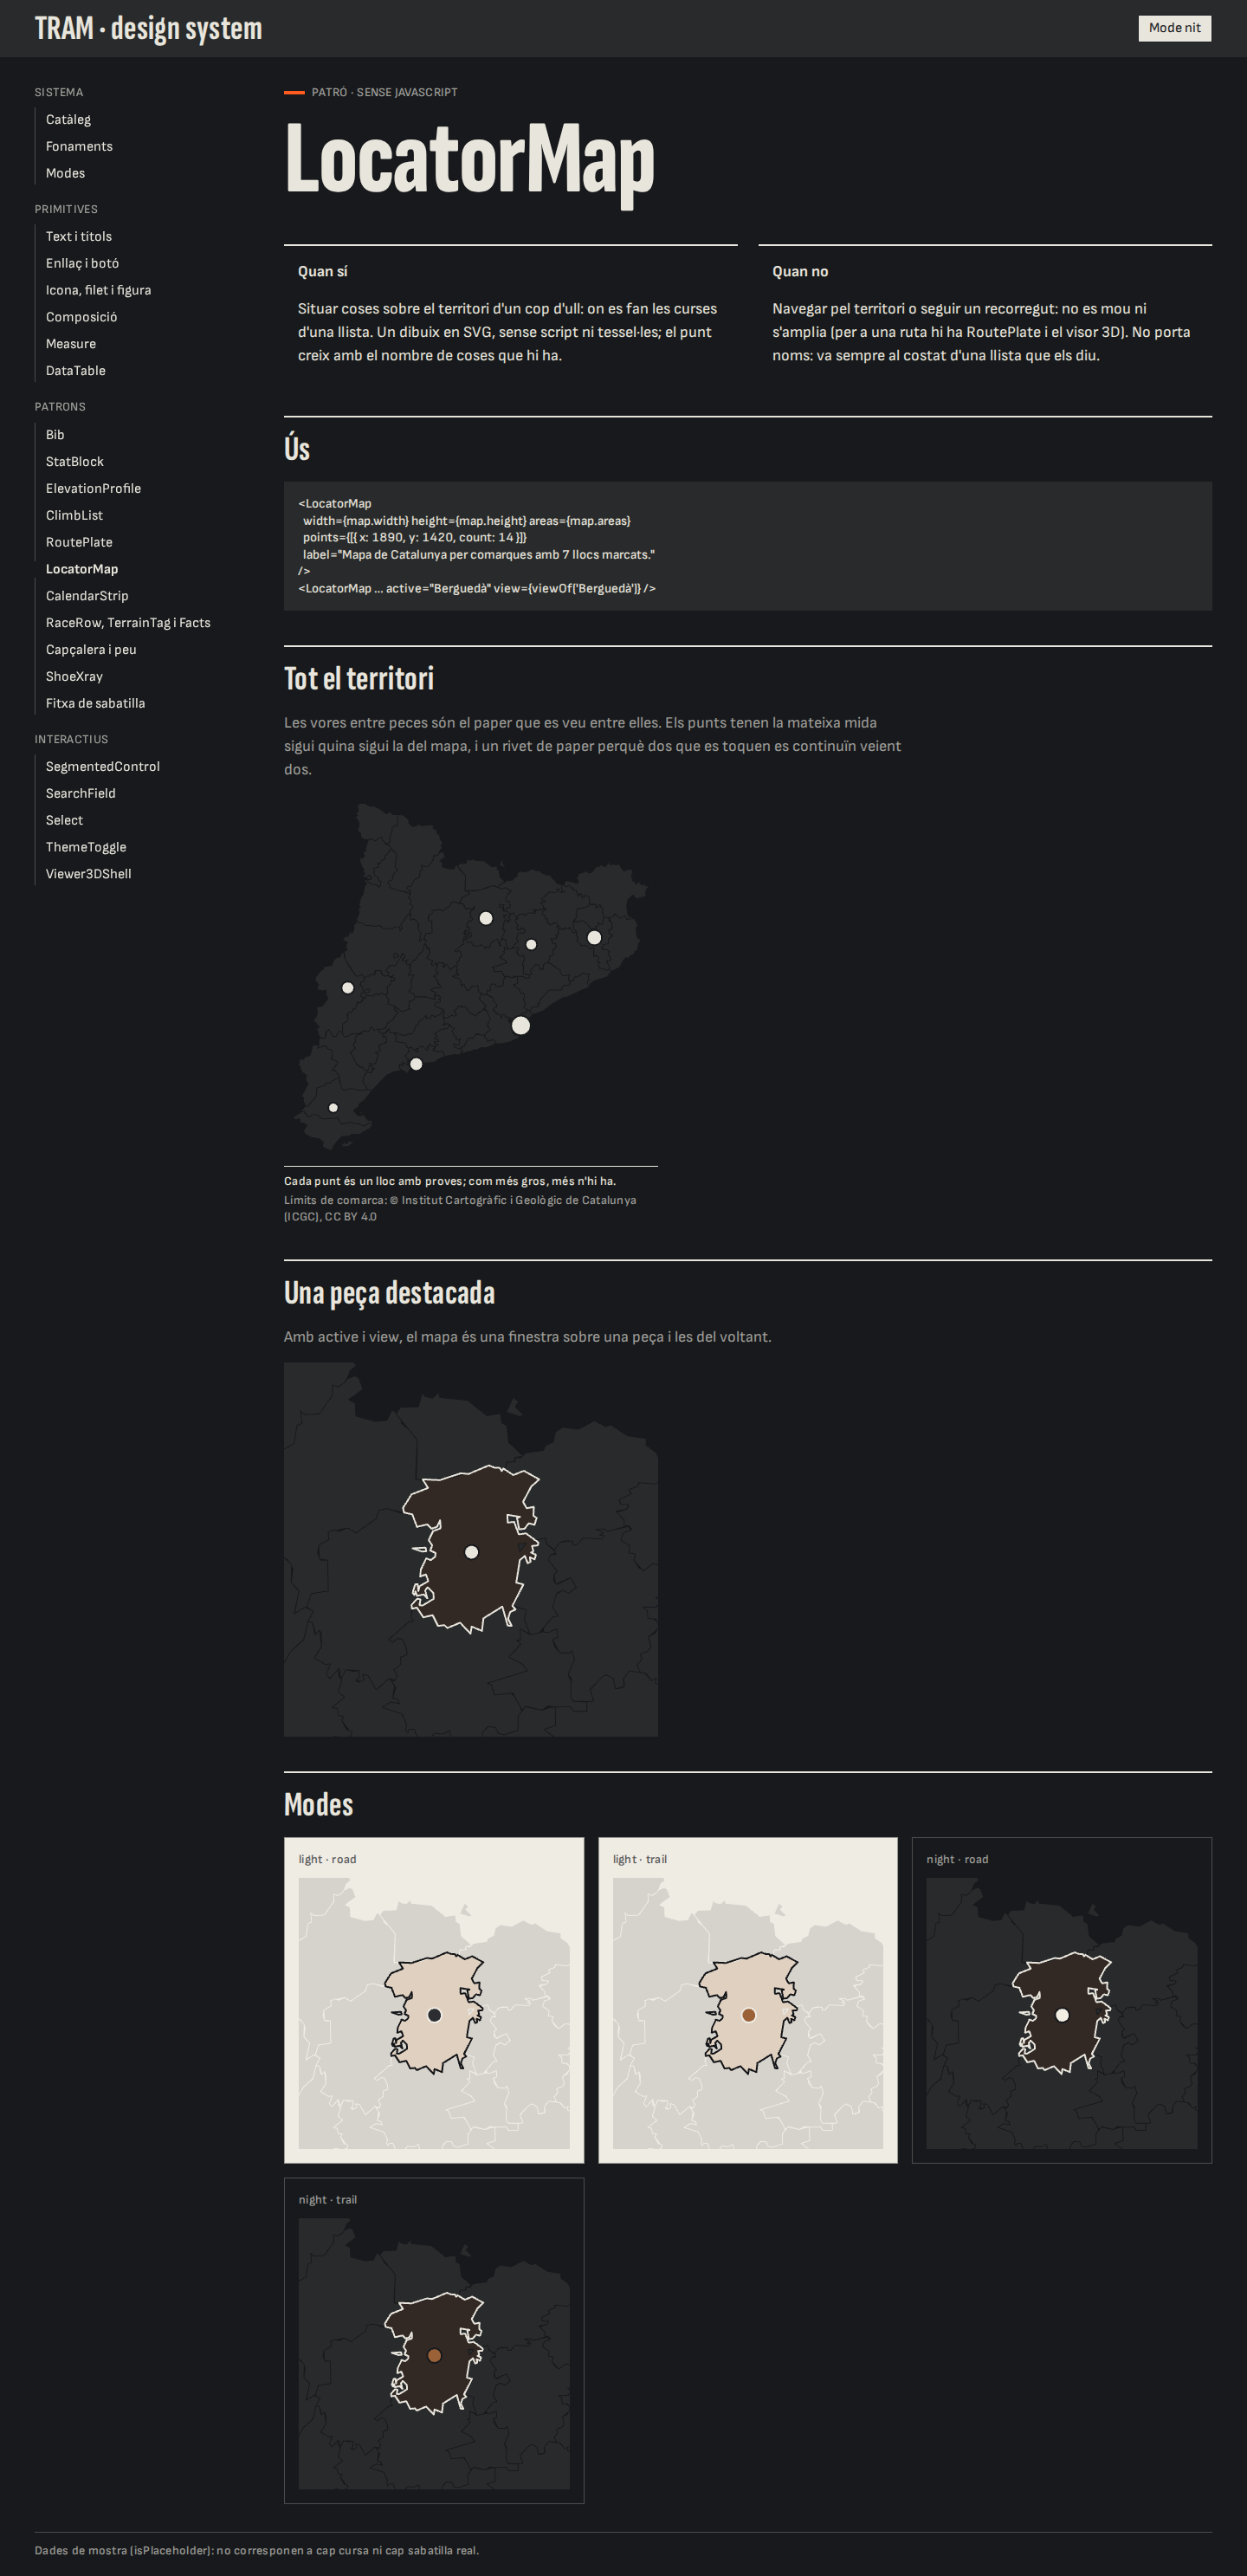 TRAM · design system
Mode nit
SISTEMA
Catàleg
Fonaments
Modes
PRIMITIVES
Text i títols
Enllaç i botó
Icona, filet i figura
Composició
Measure
DataTable
PATRONS
Bib
StatBlock
ElevationProfile
ClimbList
RoutePlate
LocatorMap
CalendarStrip
RaceRow, TerrainTag i Facts
Capçalera i peu
ShoeXray
Fitxa de sabatilla
INTERACTIUS
SegmentedControl
SearchField
Select
ThemeToggle
Viewer3DShell
PATRÓ · SENSE JAVASCRIPT
LocatorMap
Quan sí
Situar coses sobre el territori d'un cop d'ull: on es fan les curses
d'una llista. Un dibuix en SVG, sense script ni tessel·les; el punt
creix amb el nombre de coses que hi ha.
Quan no
Navegar pel territori o seguir un recorregut: no es mou ni
s'amplia (per a una ruta hi ha RoutePlate i el visor 3D). No porta
noms: va sempre al costat d'una llista que els diu.
Ús
<LocatorMap
width={map.width} height={map.height} areas={map.areas}
points={[{ x: 1890, y: 1420, count: 14 }]}
label="Mapa de Catalunya per comarques amb 7 llocs marcats."
/>
<LocatorMap … active="Berguedà" view={viewOf('Berguedà')} />
Tot el territori
Les vores entre peces són el paper que es veu entre elles. Els punts tenen la mateixa mida
sigui quina sigui la del mapa, i un rivet de paper perquè dos que es toquen es continuïn veient
dos.
Cada punt és un lloc amb proves; com més gros, més n'hi ha.
Límits de comarca: © Institut Cartogràfic i Geològic de Catalunya
(ICGC), CC BY 4.0
Una peça destacada
Amb active i view, el mapa és una finestra sobre una peça i les del voltant.
Modes
light · road
light · trail
night · road
night · trail
Dades de mostra (isPlaceholder): no corresponen a cap cursa ni cap sabatilla real.